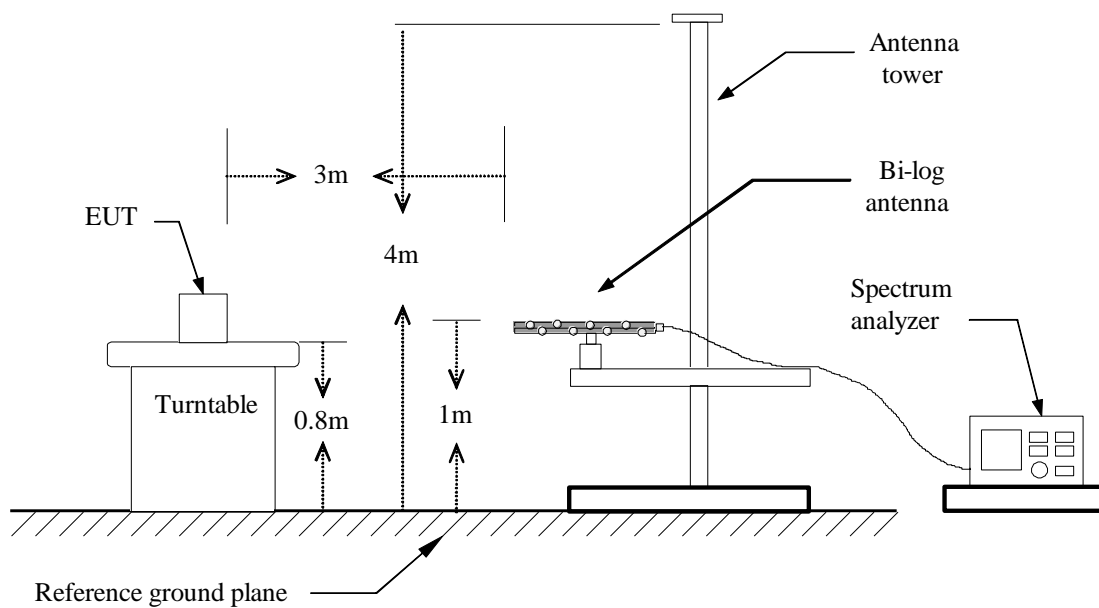 Antenna
tower
3m
Bi-log
antenna
EUT
4m
Spectrum
analyzer
Turntable
0.8m
1m
Reference ground plane